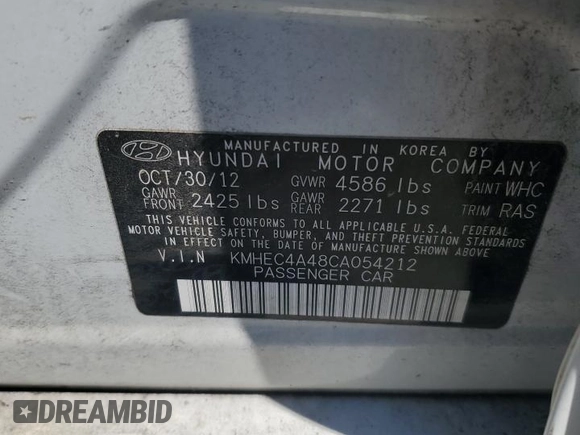 MANUFACTURED IN KOREA BY
HYUNDAI MOTOR COMPANY
OCT/30/12 GVWR 4586 lbs PAINT WHC
GAWR FRONT 2425 lbs GAWR REAR 2271 lbs TRIM RAS
THIS VEHICLE CONFORMS TO ALL APPLICABLE U.S.A. FEDERAL
MOTOR VEHICLE SAFETY, BUMPER, AND THEFT PREVENTION STANDARDS
IN EFFECT ON THE DATE OF MANUFACTURE SHOWN ABOVE
V.I.N KMHEC4A48CA054212
PASSENGER CAR
DREAMBID